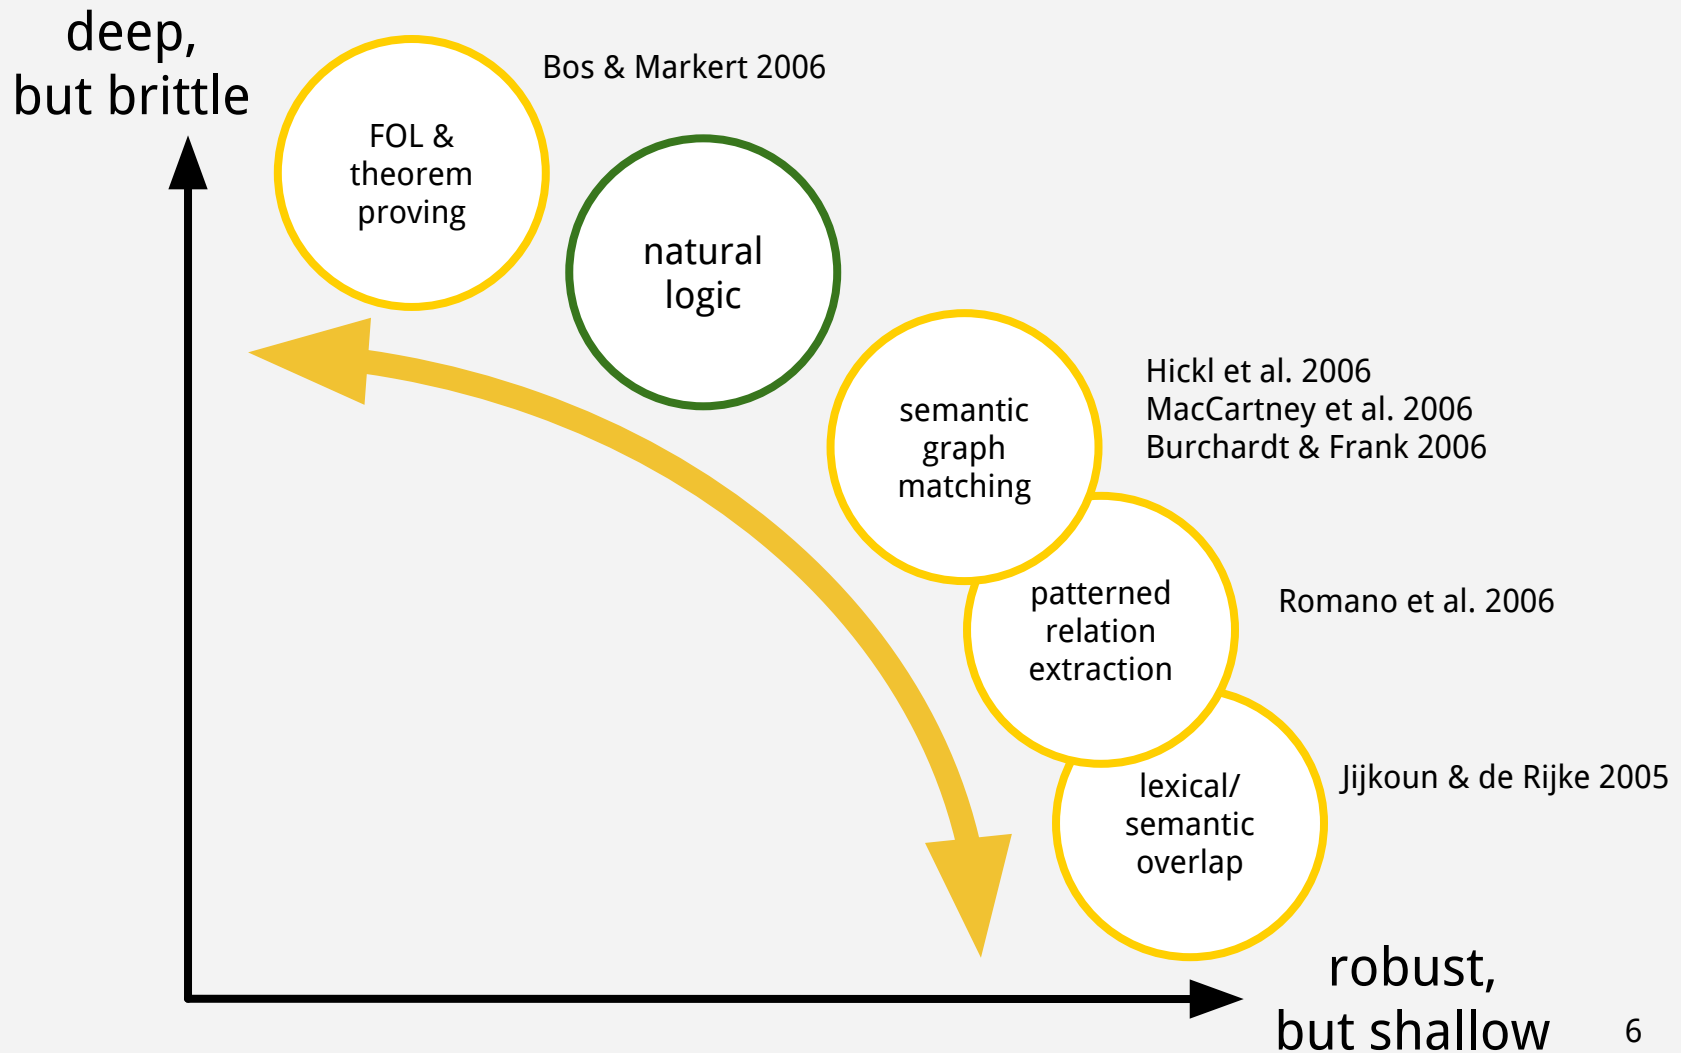 deep,
but brittle
Bos & Markert 2006
FOL &
theorem
proving
natural
logic
semantic
graph
matching
Hickl et al. 2006
MacCartney et al. 2006
Burchardt & Frank 2006
patterned
relation
extraction
Romano et al. 2006
lexical/
semantic
overlap
Jijkoun & de Rijke 2005
robust,
but shallow
6